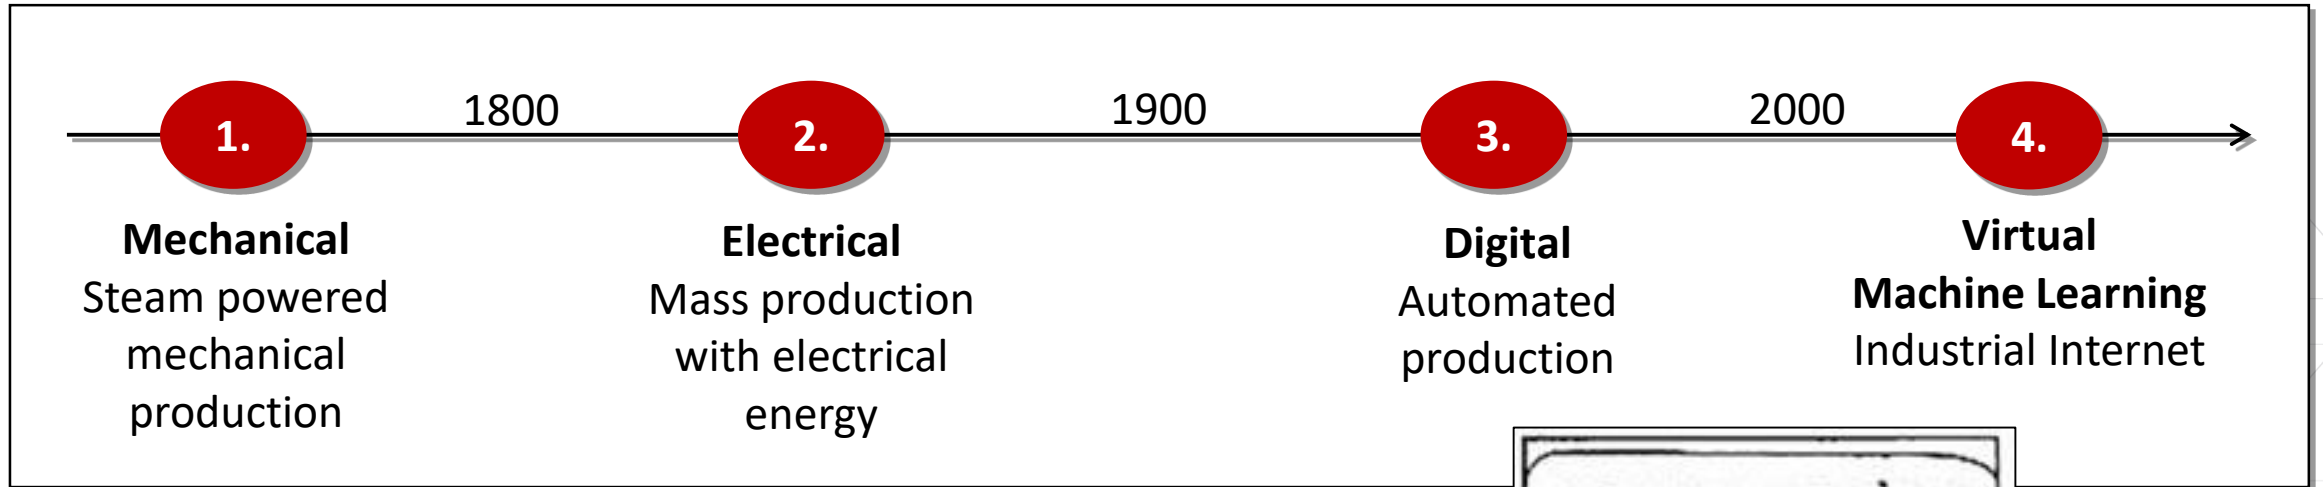 1800
1900
2000
1.
2.
3.
4.
Mechanical
Steam powered
mechanical
production
Electrical
Mass production
with electrical
energy
Digital
Automated
production
Virtual
Machine Learning
Industrial Internet